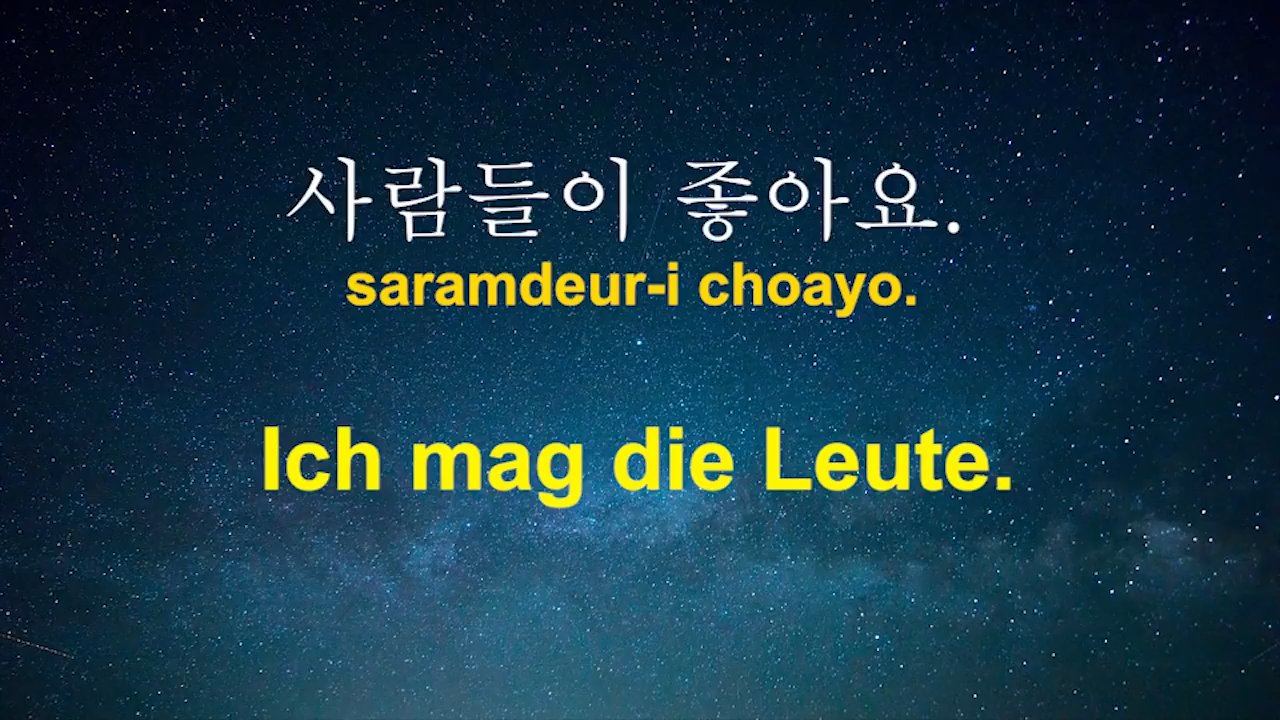 사람들이 좋아요.
saramdeur-i choayo.
Ich mag die Leute.